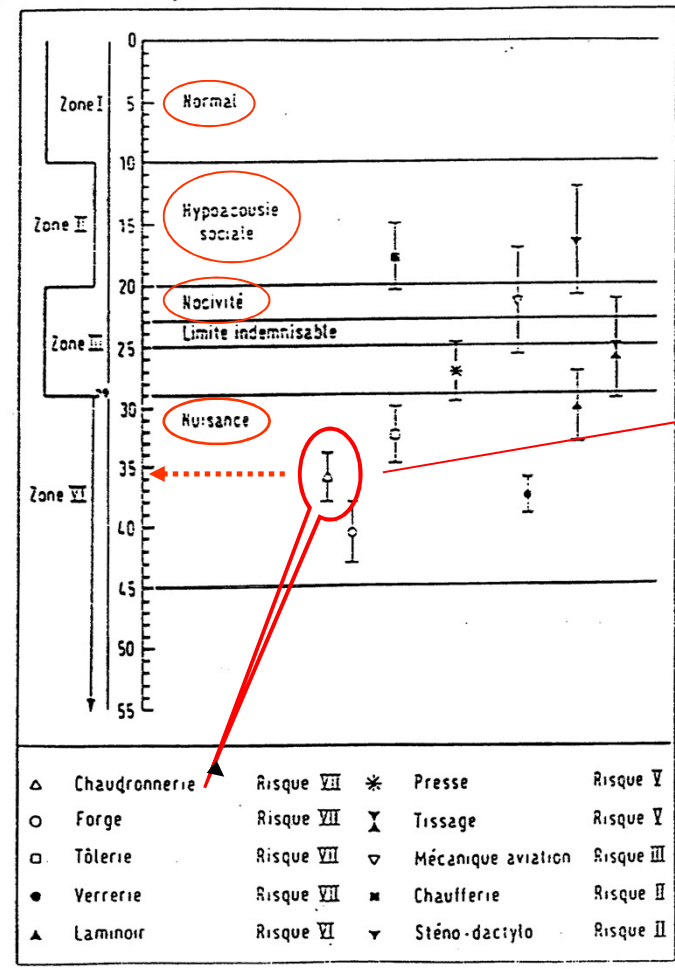 0
Zone I
5
Normal
10
Zone II
Hypoacousie
sociale
15
20
Nocivité
Limite indemnisable
Zone III
25
29
30
Nuisance
35
Zone VI
40
45
50
55
△ Chaudronnerie Risque VII ✳ Presse Risque V
○ Forge Risque VII Tissage Risque V
□ Tôlerie Risque VII ▽ Mécanique aviation Risque III
● Verrerie Risque VII ✖ Chaufferie Risque II
▲ Laminoir Risque VI ▼ Sténo-dactylo Risque II